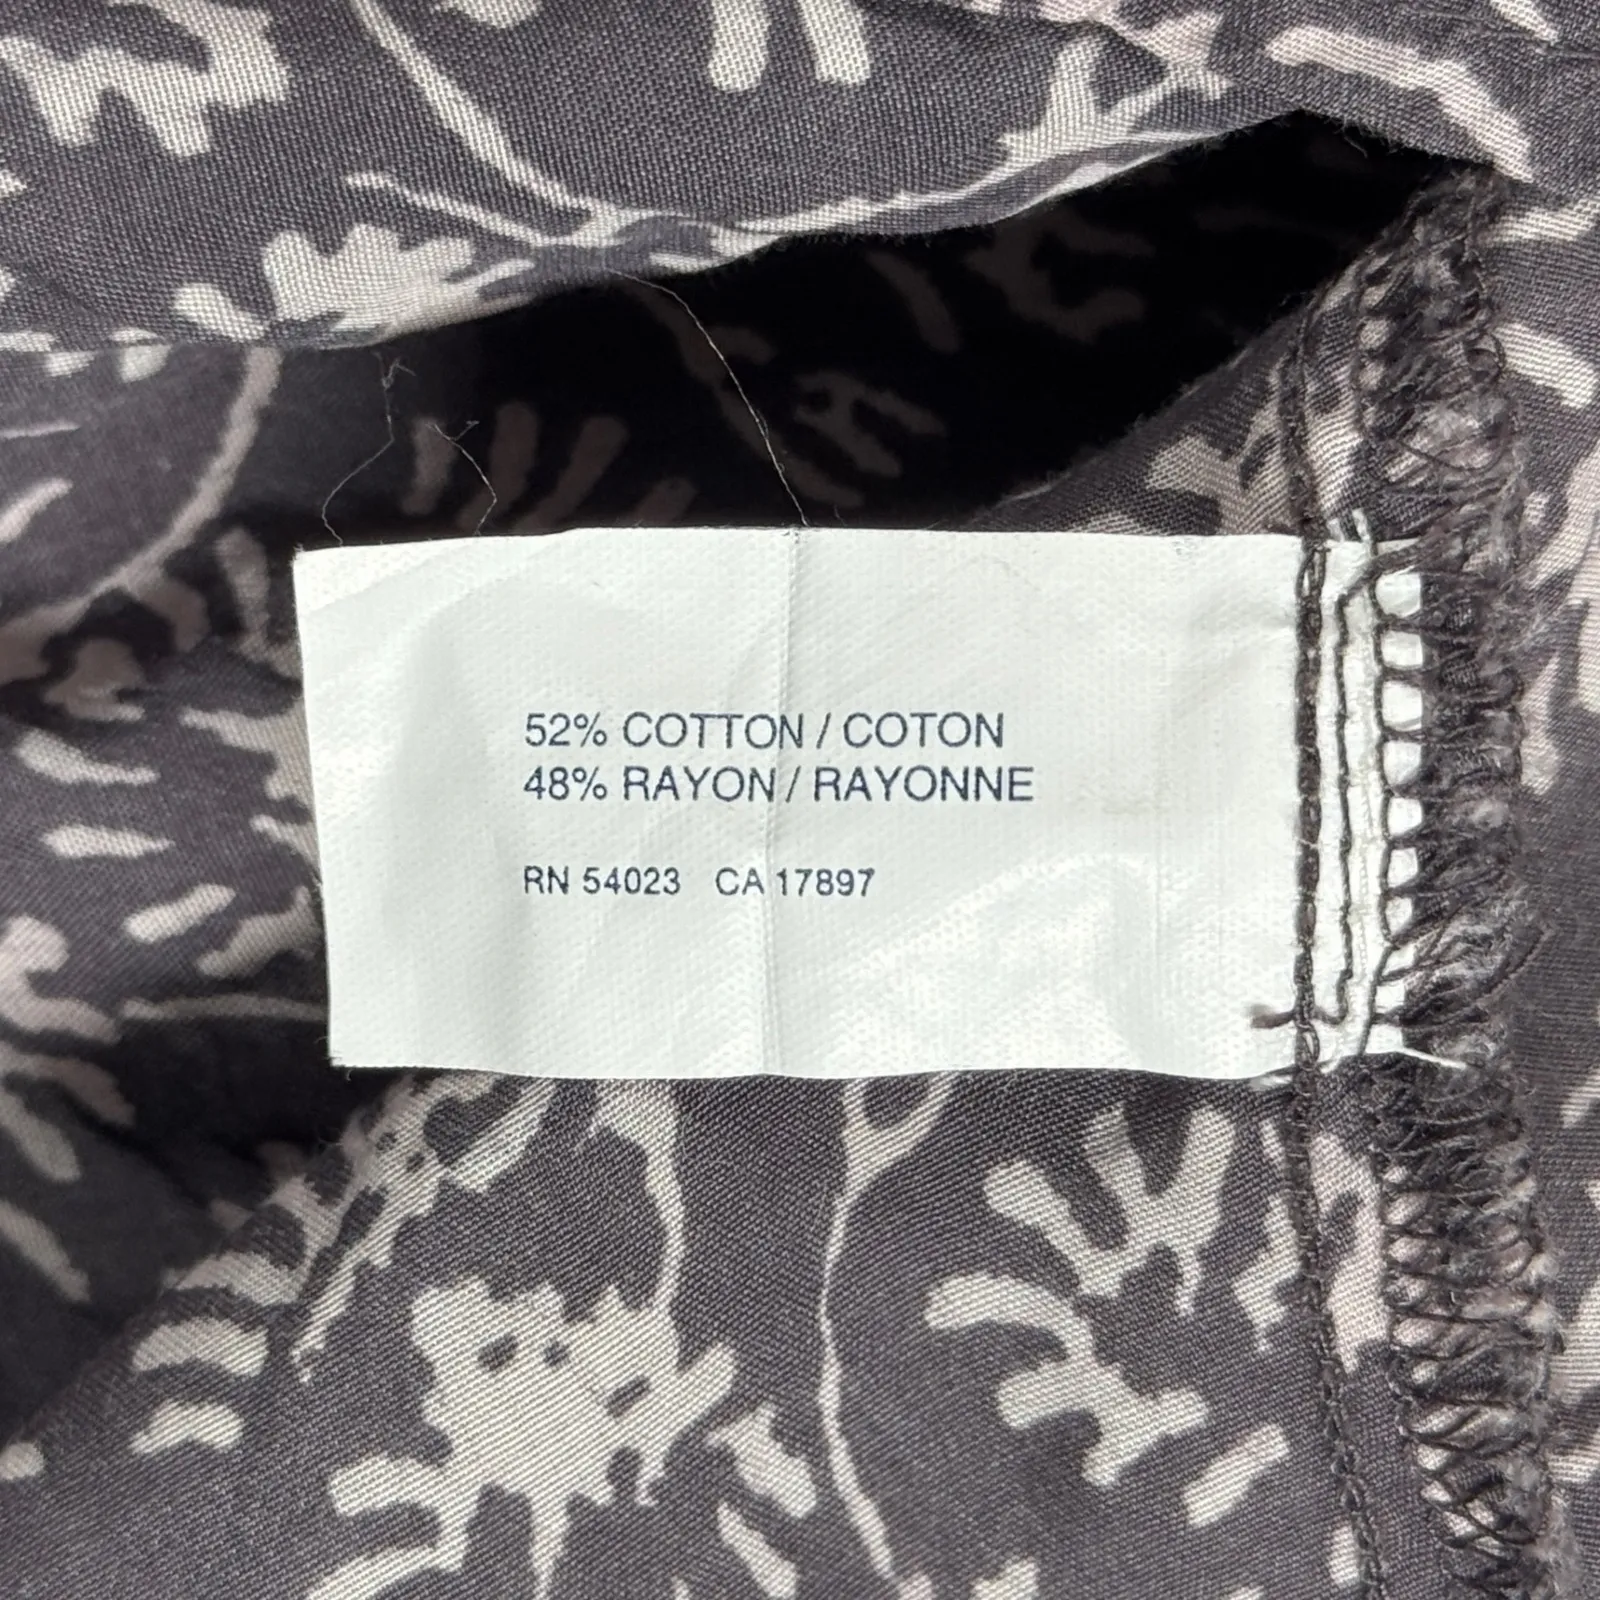 52% COTTON / COTON
48% RAYON / RAYONNE
RN 54023 CA 17897